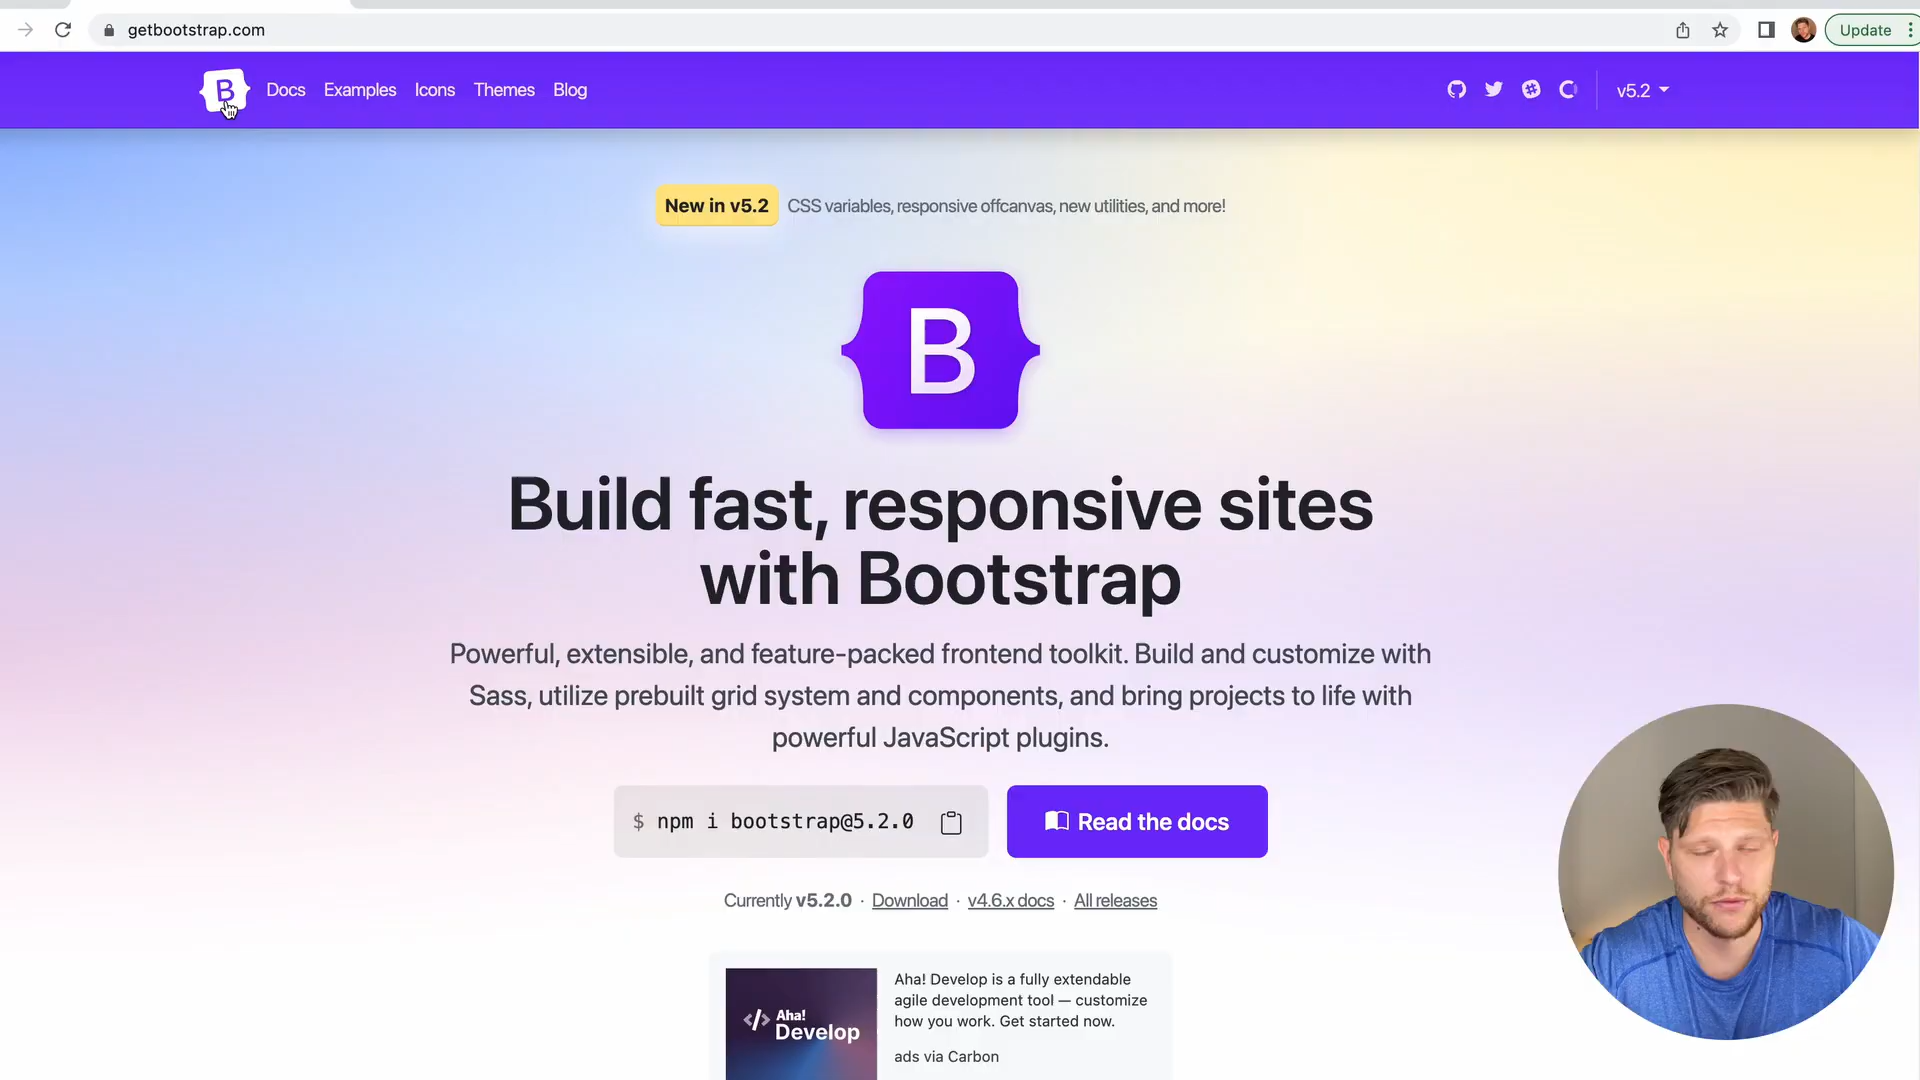 getbootstrap.com
Update
B
Docs Examples Icons Themes Blog
v5.2
New in v5.2 CSS variables, responsive offcanvas, new utilities, and more!
B
Build fast, responsive sites
with Bootstrap
Powerful, extensible, and feature-packed frontend toolkit. Build and customize with
Sass, utilize prebuilt grid system and components, and bring projects to life with
powerful JavaScript plugins.
$ npm i bootstrap@5.2.0
Read the docs
Currently v5.2.0 · Download · v4.6.x docs · All releases
</> Aha!
Develop
Aha! Develop is a fully extendable
agile development tool — customize
how you work. Get started now.
ads via Carbon